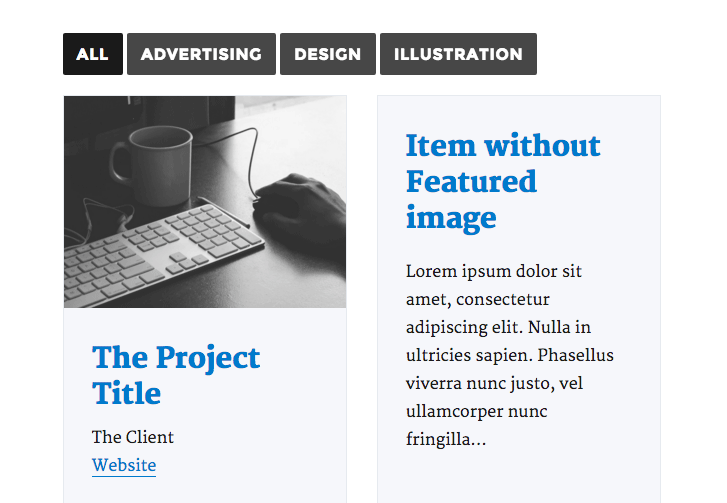 ALL ADVERTISING DESIGN ILLUSTRATION
The Project
Title
The Client
Website
Item without
Featured
image
Lorem ipsum dolor sit
amet, consectetur
adipiscing elit. Nulla in
ultricies sapien. Phasellus
viverra nunc justo, vel
ullamcorper nunc
fringilla…